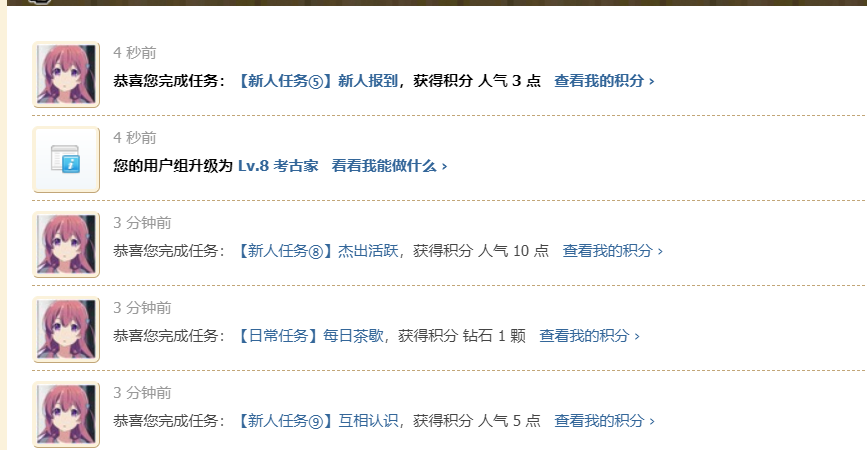 4 秒前
恭喜您完成任务：【新人任务⑤】新人报到，获得积分 人气 3 点 查看我的积分 ›
4 秒前
您的用户组升级为 Lv.8 考古家 看看我能做什么 ›
3 分钟前
恭喜您完成任务：【新人任务⑧】杰出活跃，获得积分 人气 10 点 查看我的积分 ›
3 分钟前
恭喜您完成任务：【日常任务】每日茶歇，获得积分 钻石 1 颗 查看我的积分 ›
3 分钟前
恭喜您完成任务：【新人任务⑨】互相认识，获得积分 人气 5 点 查看我的积分 ›